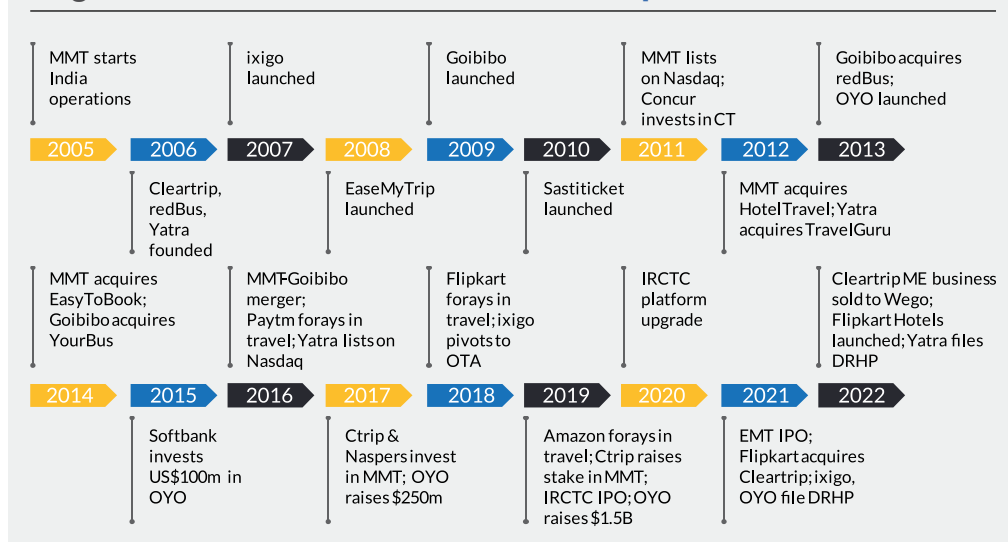 MMT starts
India
operations
ixigo
launched
Goibibo
launched
MMT lists
on Nasdaq;
Concur
invests in CT
Goibibo acquires
redBus;
OYO launched
2005 2006 2007 2008 2009 2010 2011 2012 2013
Cleartrip,
redBus,
Yatra
founded
EaseMyTrip
launched
Sastiticket
launched
MMT acquires
HotelTravel; Yatra
acquires TravelGuru
MMT acquires
EasyToBook;
Goibibo acquires
YourBus
MMT-Goibibo
merger;
Paytm forays in
travel; Yatra lists on
Nasdaq
Flipkart
forays in
travel; ixigo
pivots to
OTA
IRCTC
platform
upgrade
Cleartrip ME business
sold to Wego;
Flipkart Hotels
launched; Yatra files
DRHP
2014 2015 2016 2017 2018 2019 2020 2021 2022
Softbank
invests
US$100m in
OYO
Ctrip &
Naspers invest
in MMT; OYO
raises $250m
Amazon forays in
travel; Ctrip raises
stake in MMT;
IRCTC IPO; OYO
raises $1.5B
EMT IPO;
Flipkart acquires
Cleartrip; ixigo,
OYO file DRHP